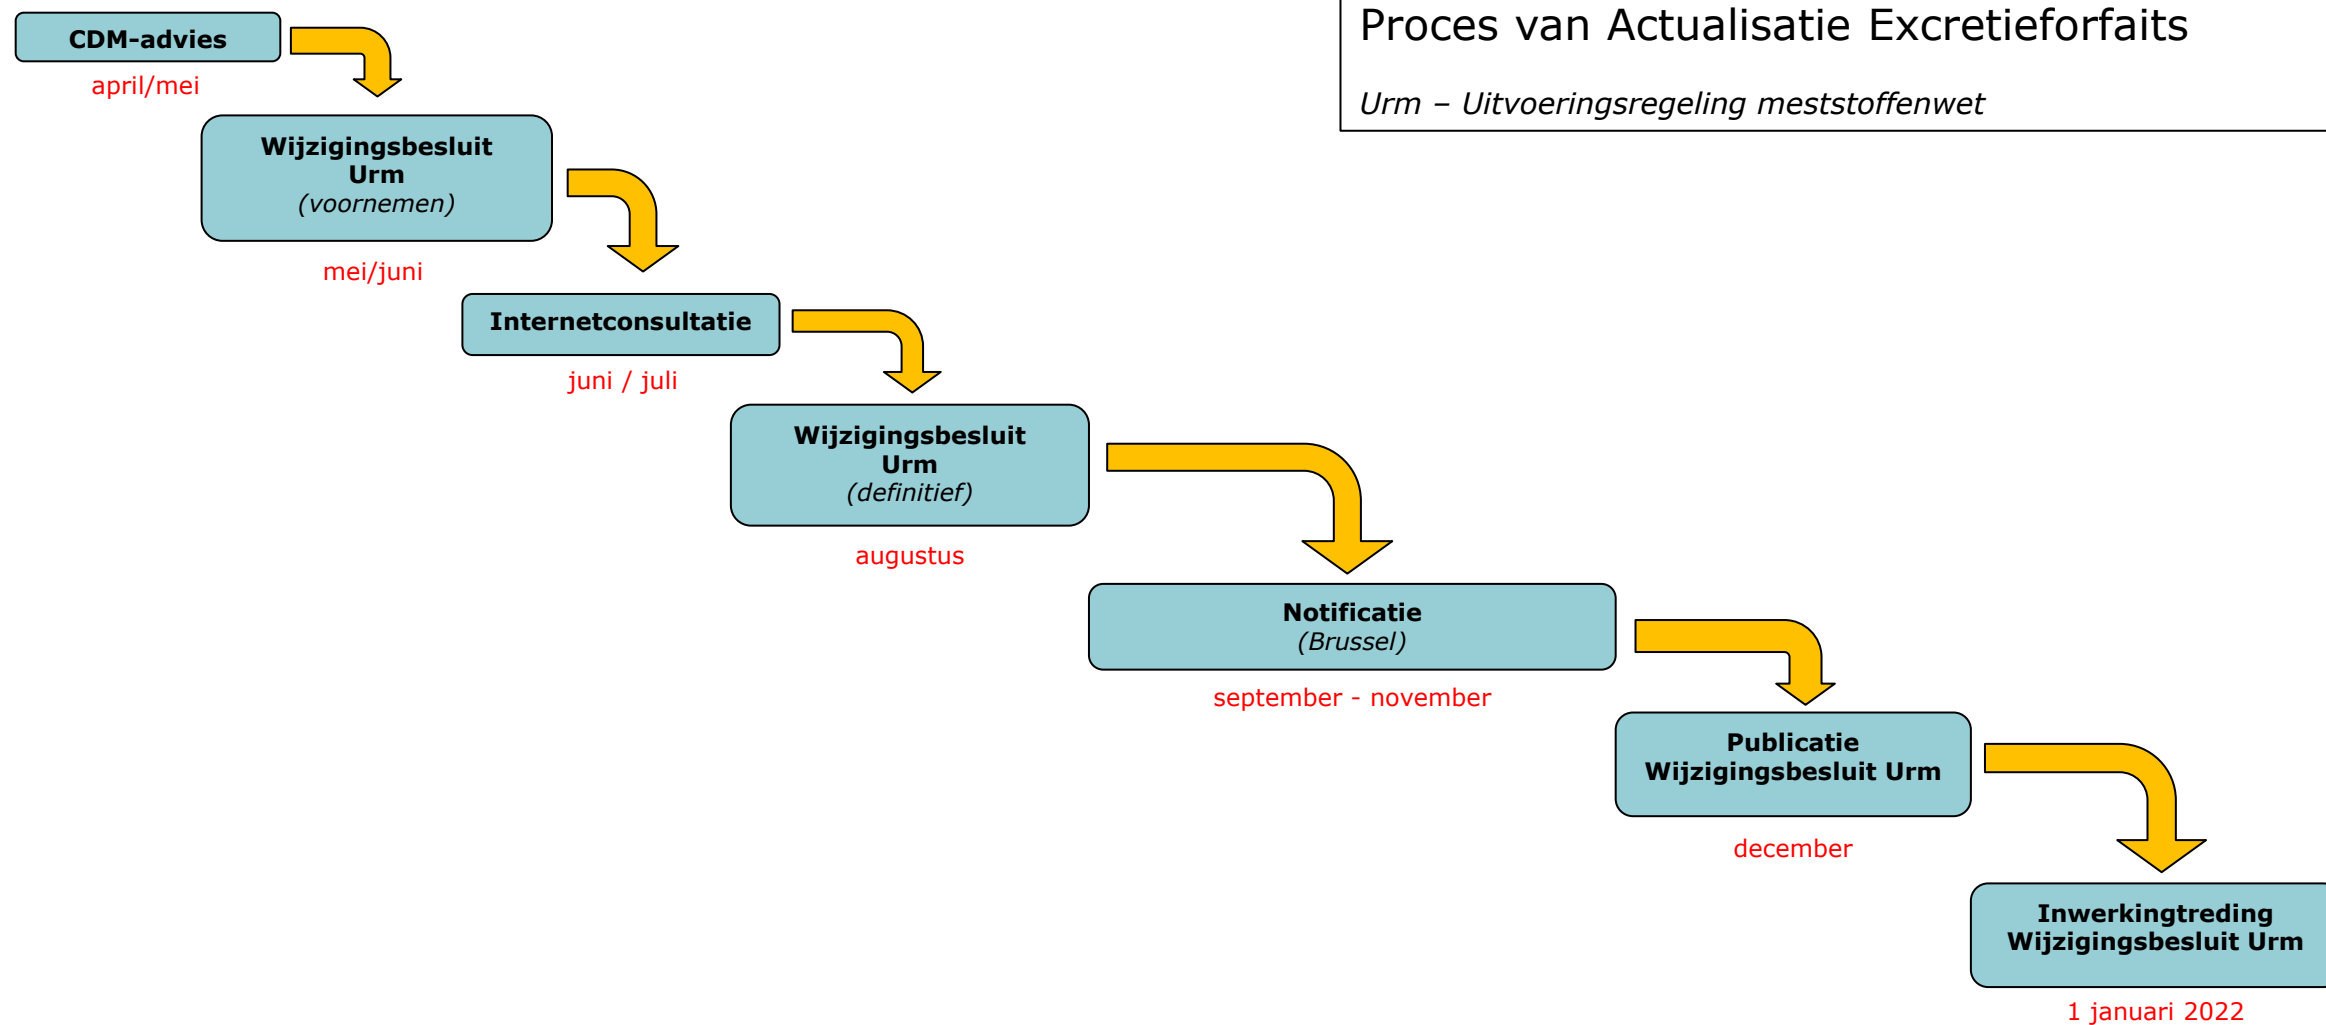 Proces van Actualisatie Excretieforfaits
Urm – Uitvoeringsregeling meststoffenwet
CDM-advies
april/mei
Wijzigingsbesluit
Urm
(voornemen)
mei/juni
Internetconsultatie
juni / juli
Wijzigingsbesluit
Urm
(definitief)
augustus
Notificatie
(Brussel)
september - november
Publicatie
Wijzigingsbesluit Urm
december
Inwerkingtreding
Wijzigingsbesluit Urm
1 januari 2022